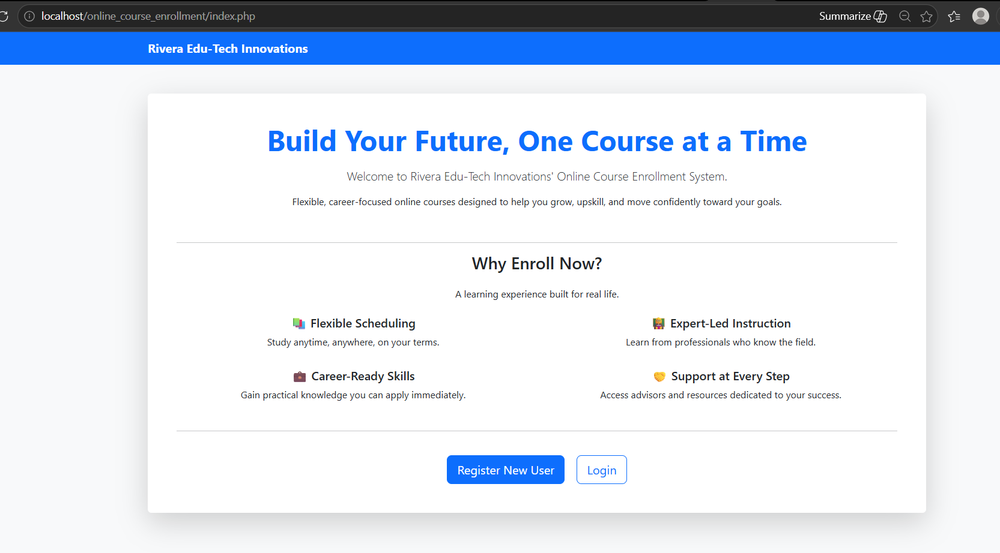 localhost/online_course_enrollment/index.php
Summarize
Rivera Edu-Tech Innovations
Build Your Future, One Course at a Time
Welcome to Rivera Edu-Tech Innovations' Online Course Enrollment System.
Flexible, career-focused online courses designed to help you grow, upskill, and move confidently toward your goals.
Why Enroll Now?
A learning experience built for real life.
Flexible Scheduling
Study anytime, anywhere, on your terms.
Expert-Led Instruction
Learn from professionals who know the field.
Career-Ready Skills
Gain practical knowledge you can apply immediately.
Support at Every Step
Access advisors and resources dedicated to your success.
Register New User
Login